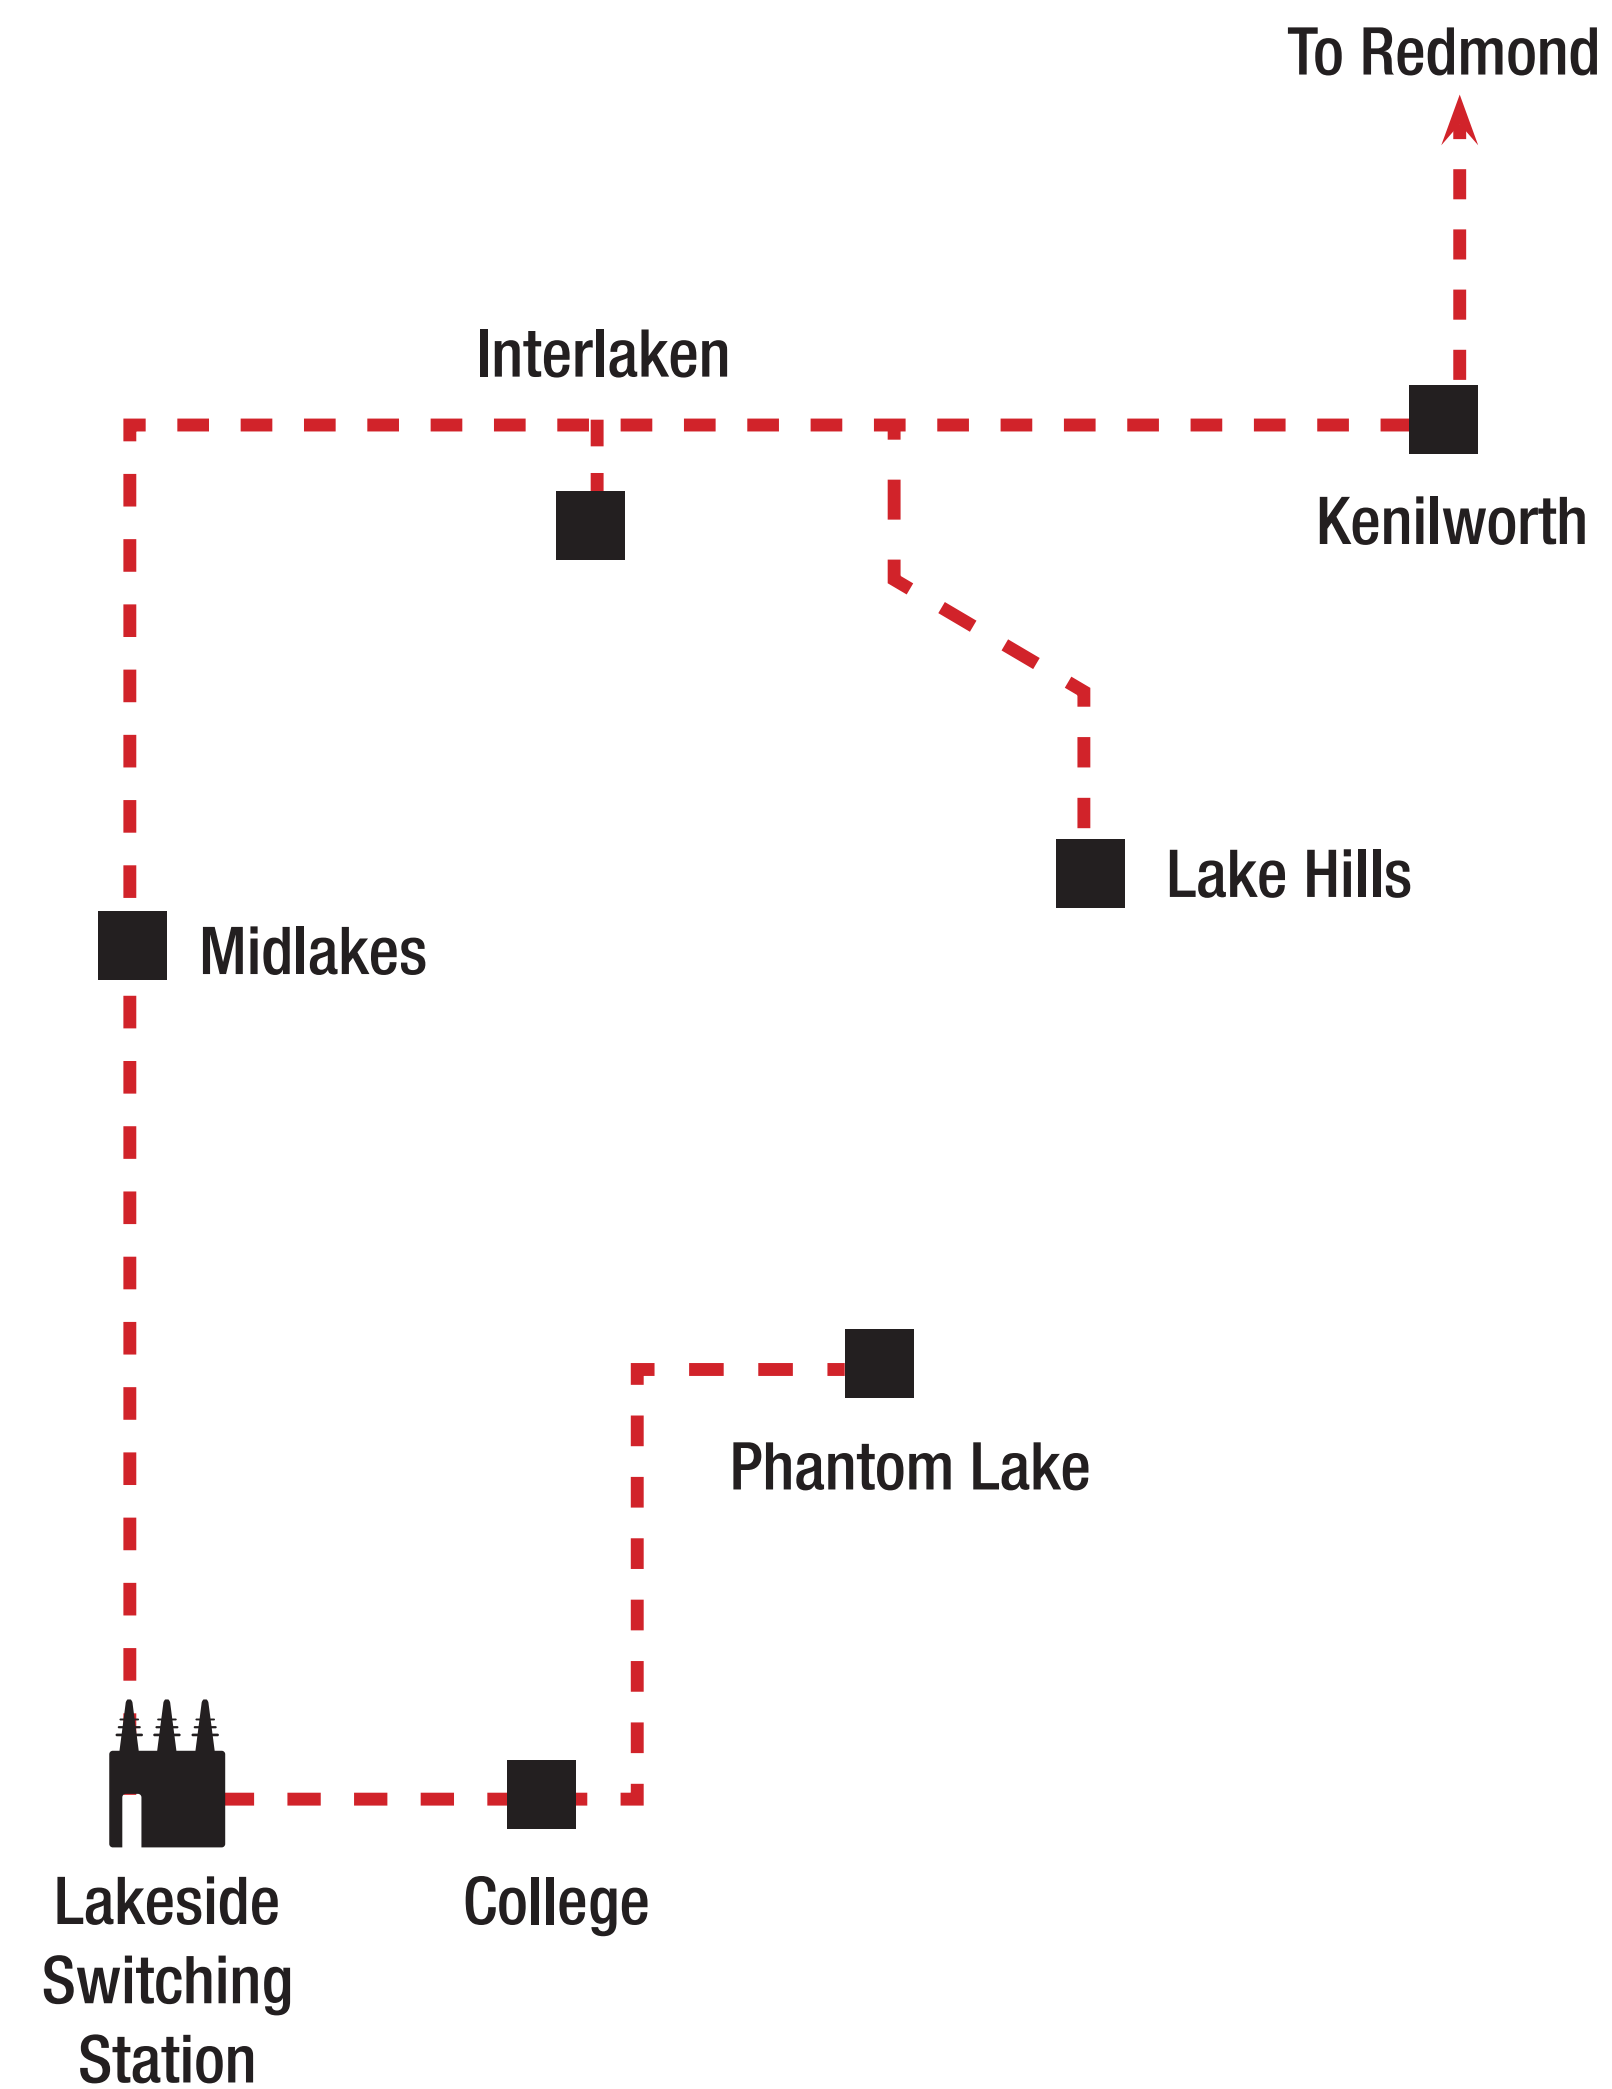 To Redmond
Interlaken
Kenilworth
Lake Hills
Midlakes
Phantom Lake
Lakeside
Switching
Station
College